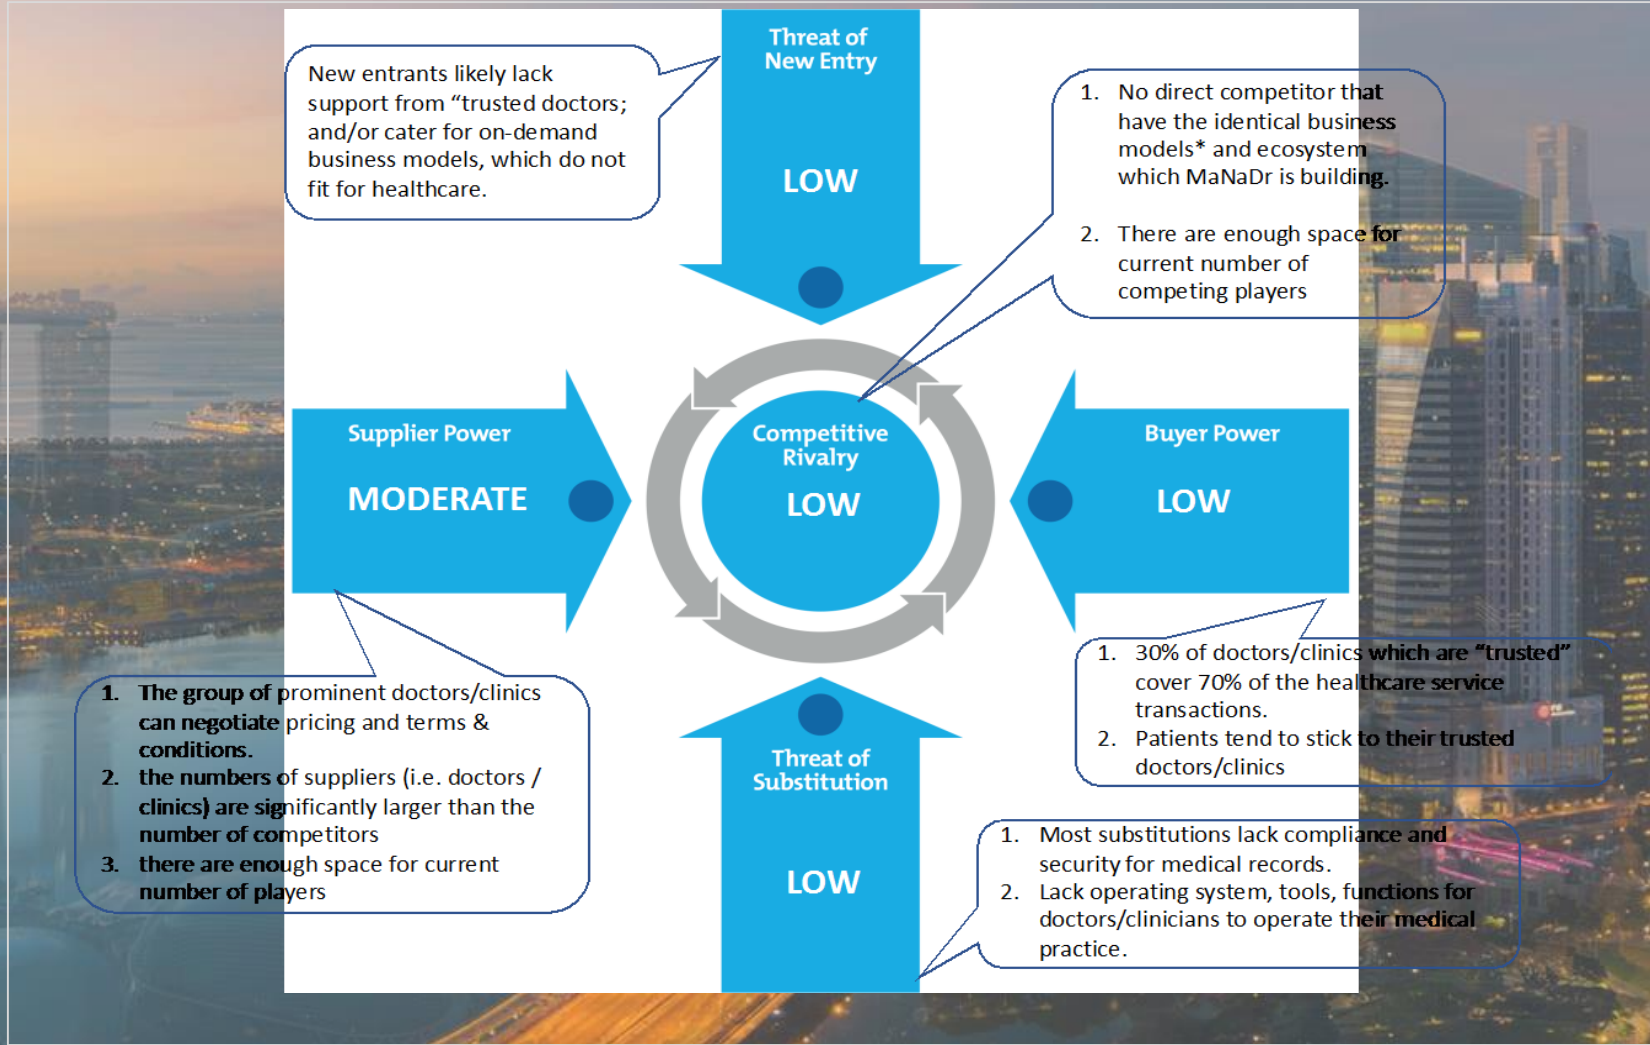 Threat of
New Entry
LOW
New entrants likely lack
support from “trusted doctors;
and/or cater for on-demand
business models, which do not
fit for healthcare.
1. No direct competitor that
have the identical business
models* and ecosystem
which MaNaDr is building.
2. There are enough space for
current number of
competing players
Supplier Power
MODERATE
Competitive
Rivalry
LOW
Buyer Power
LOW
1. The group of prominent doctors/clinics
can negotiate pricing and terms &
conditions.
2. the numbers of suppliers (i.e. doctors /
clinics) are significantly larger than the
number of competitors
3. there are enough space for current
number of players
1. 30% of doctors/clinics which are “trusted”
cover 70% of the healthcare service
transactions.
2. Patients tend to stick to their trusted
doctors/clinics
Threat of
Substitution
LOW
1. Most substitutions lack compliance and
security for medical records.
2. Lack operating system, tools, functions for
doctors/clinicians to operate their medical
practice.